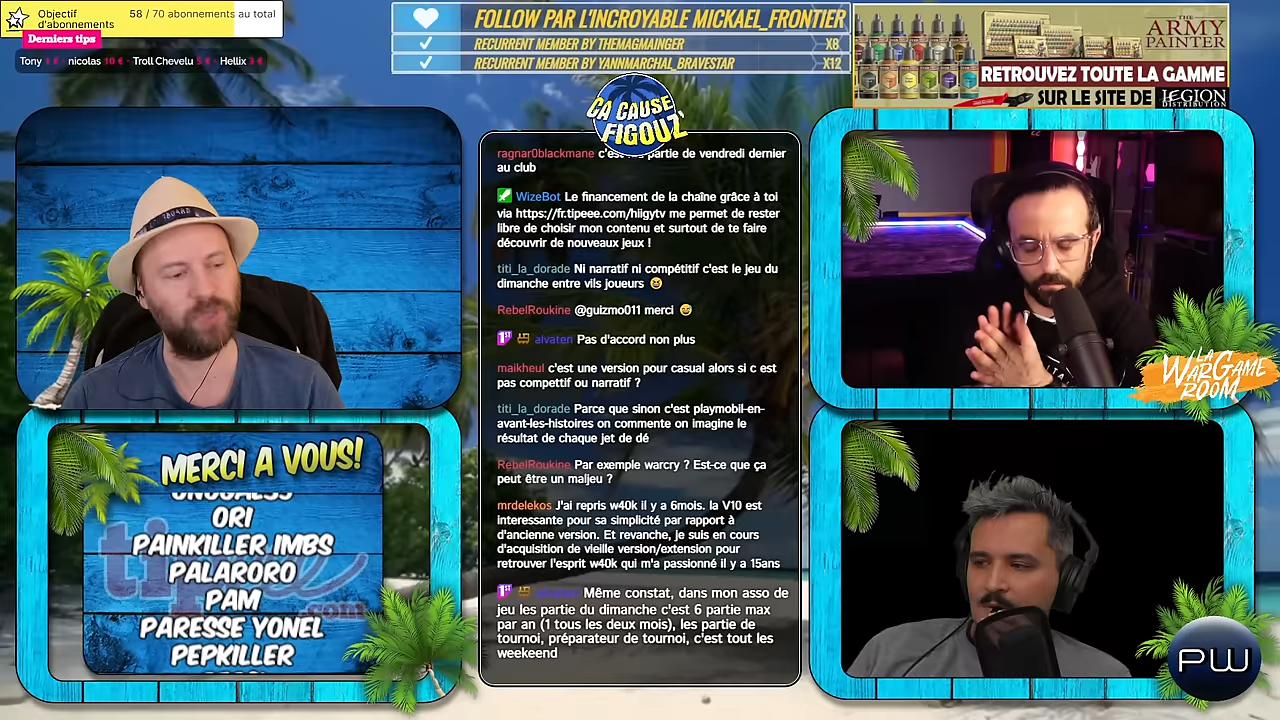 Objectif
d'abonnements
58 / 70 abonnements au total
Derniers tips
Tony 1 € · nicolas 10 € · Troll Chevelu 5 € · Hellix 3 €
FOLLOW PAR L'INCROYABLE MICKAEL_FRONTIER
RECURRENT MEMBER BY THEMAGMAINGER X8
RECURRENT MEMBER BY YANNMARCHAL_BRAVESTAR X12
THE
ARMY
PAINTER
RETROUVEZ TOUTE LA GAMME
SUR LE SITE DE LEGION
DISTRIBUTION
ÇA CAUSE
FIGOUZ'
ragnar0blackmane partie de vendredi dernier
au club
WizeBot Le financement de la chaîne grâce à toi
via https://fr.tipeee.com/hiigytv me permet de rester
libre de choisir mon contenu et surtout de te faire
découvrir de nouveaux jeux !
titi_la_dorade Ni narratif ni compétitif c'est le jeu du
dimanche entre vils joueurs 😆
RebelRoukine @guizmo011 merci 😅
1ST alvaten Pas d'accord non plus
maikheul c'est une version pour casual alors si c est
pas compettif ou narratif ?
titi_la_dorade Parce que sinon c'est playmobil-en-
avant-les-histoires on commente on imagine le
résultat de chaque jet de dé
RebelRoukine Par exemple warcry ? Est-ce que ça
peut être un maljeu ?
mrdelekos J'ai repris w40k il y a 6mois. la V10 est
interessante pour sa simplicité par rapport à
d'ancienne version. Et revanche, je suis en cours
d'acquisition de vieille version/extension pour
retrouver l'esprit w40k qui m'a passionné il y a 15ans
1ST alvaten Même constat, dans mon asso de
jeu les partie du dimanche c'est 6 partie max
par an (1 tous les deux mois), les partie de
tournoi, préparateur de tournoi, c'est tout les
weekeend
MERCI A VOUS!
ORI
PAINKILLER IMBS
PALARORO
PAM
PARESSE YONEL
PEPKILLER
LA
WARGAME
ROOM
PW